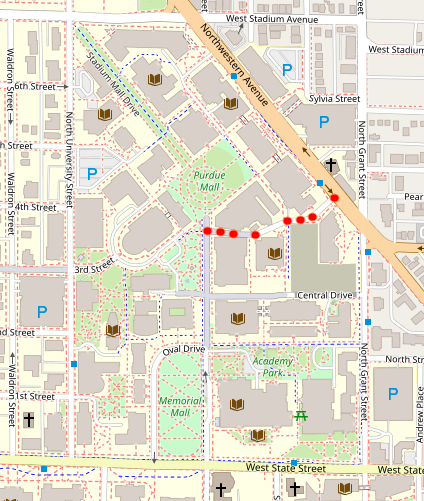 West Stadium Avenue
Northwestern Avenue
West Stadium
Waldron Street
Stadium Mall Drive
P
6th Street
Sylvia Street
P
North University Street
North Grant Street
h Street
P
Purdue
Mall
Waldron Street
4th Street
Pear
3rd Street
Central Drive
P
nd Street
Oval Drive
Academy
Park
North Str
North Grant Street
Waldron Street
1st Street
Memorial
Mall
P
Andrew Place
West State Street
West State